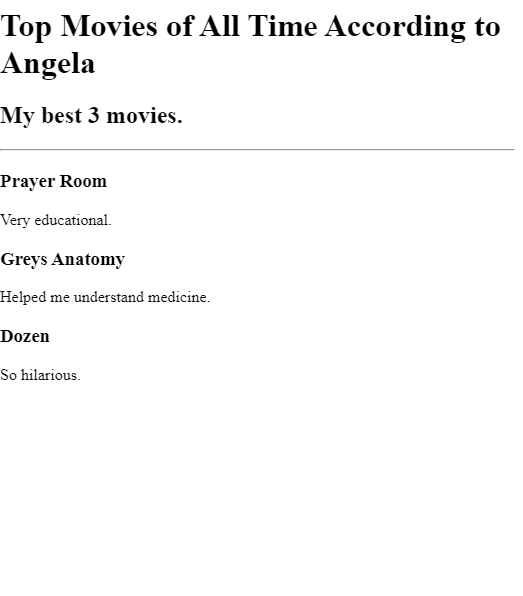 Top Movies of All Time According to
Angela
My best 3 movies.
Prayer Room
Very educational.
Greys Anatomy
Helped me understand medicine.
Dozen
So hilarious.